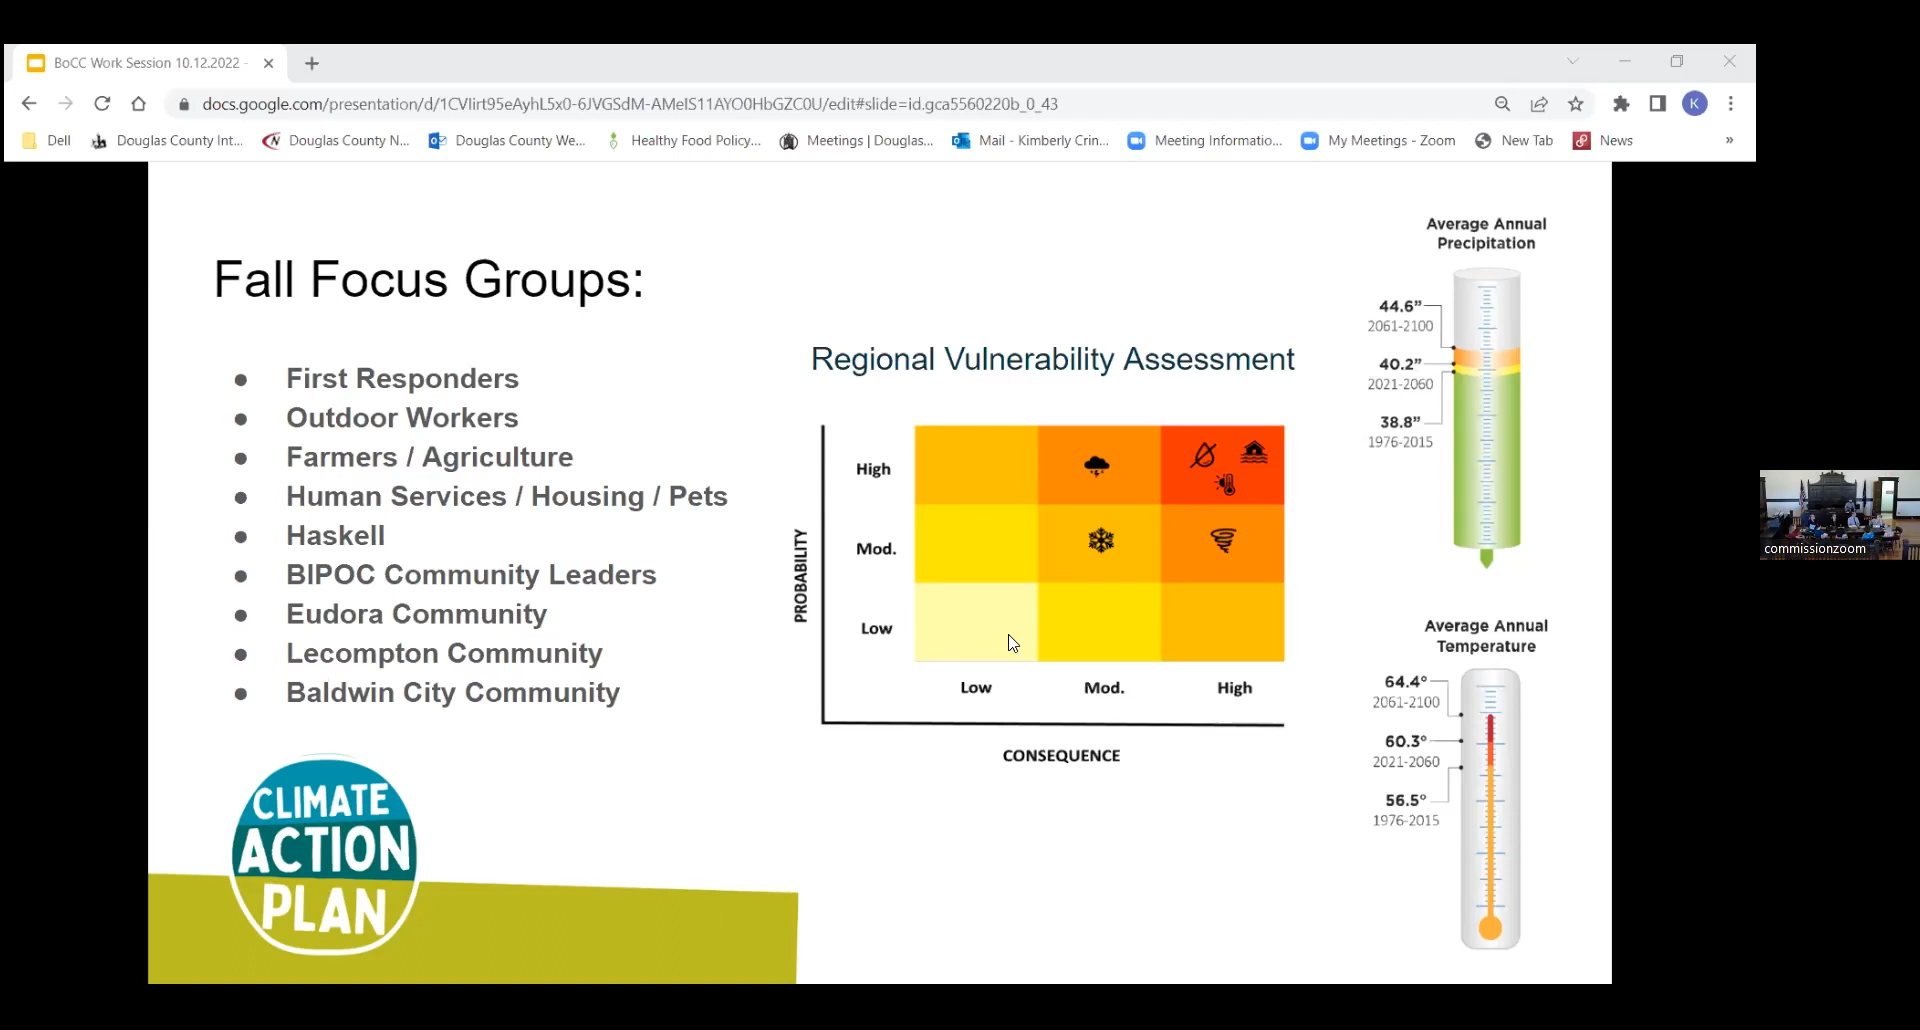 BoCC Work Session 10.12.2022 -
docs.google.com/presentation/d/1CVlirt95eAyhL5x0-6JVGSdM-AMeIS11AYO0HbGZC0U/edit#slide=id.gca5560220b_0_43
K
Dell
Douglas County Int...
Douglas County N...
Douglas County We...
Healthy Food Policy...
Meetings | Douglas...
Mail - Kimberly Crin...
Meeting Informatio...
My Meetings - Zoom
New Tab
News
»
Fall Focus Groups:
● First Responders
● Outdoor Workers
● Farmers / Agriculture
● Human Services / Housing / Pets
● Haskell
● BIPOC Community Leaders
● Eudora Community
● Lecompton Community
● Baldwin City Community
CLIMATE
ACTION
PLAN
Regional Vulnerability Assessment
PROBABILITY
High
Mod.
Low
Low Mod. High
CONSEQUENCE
Average Annual
Precipitation
44.6”
2061-2100
40.2”
2021-2060
38.8”
1976-2015
Average Annual
Temperature
64.4°
2061-2100
60.3°
2021-2060
56.5°
1976-2015
commissionzoom